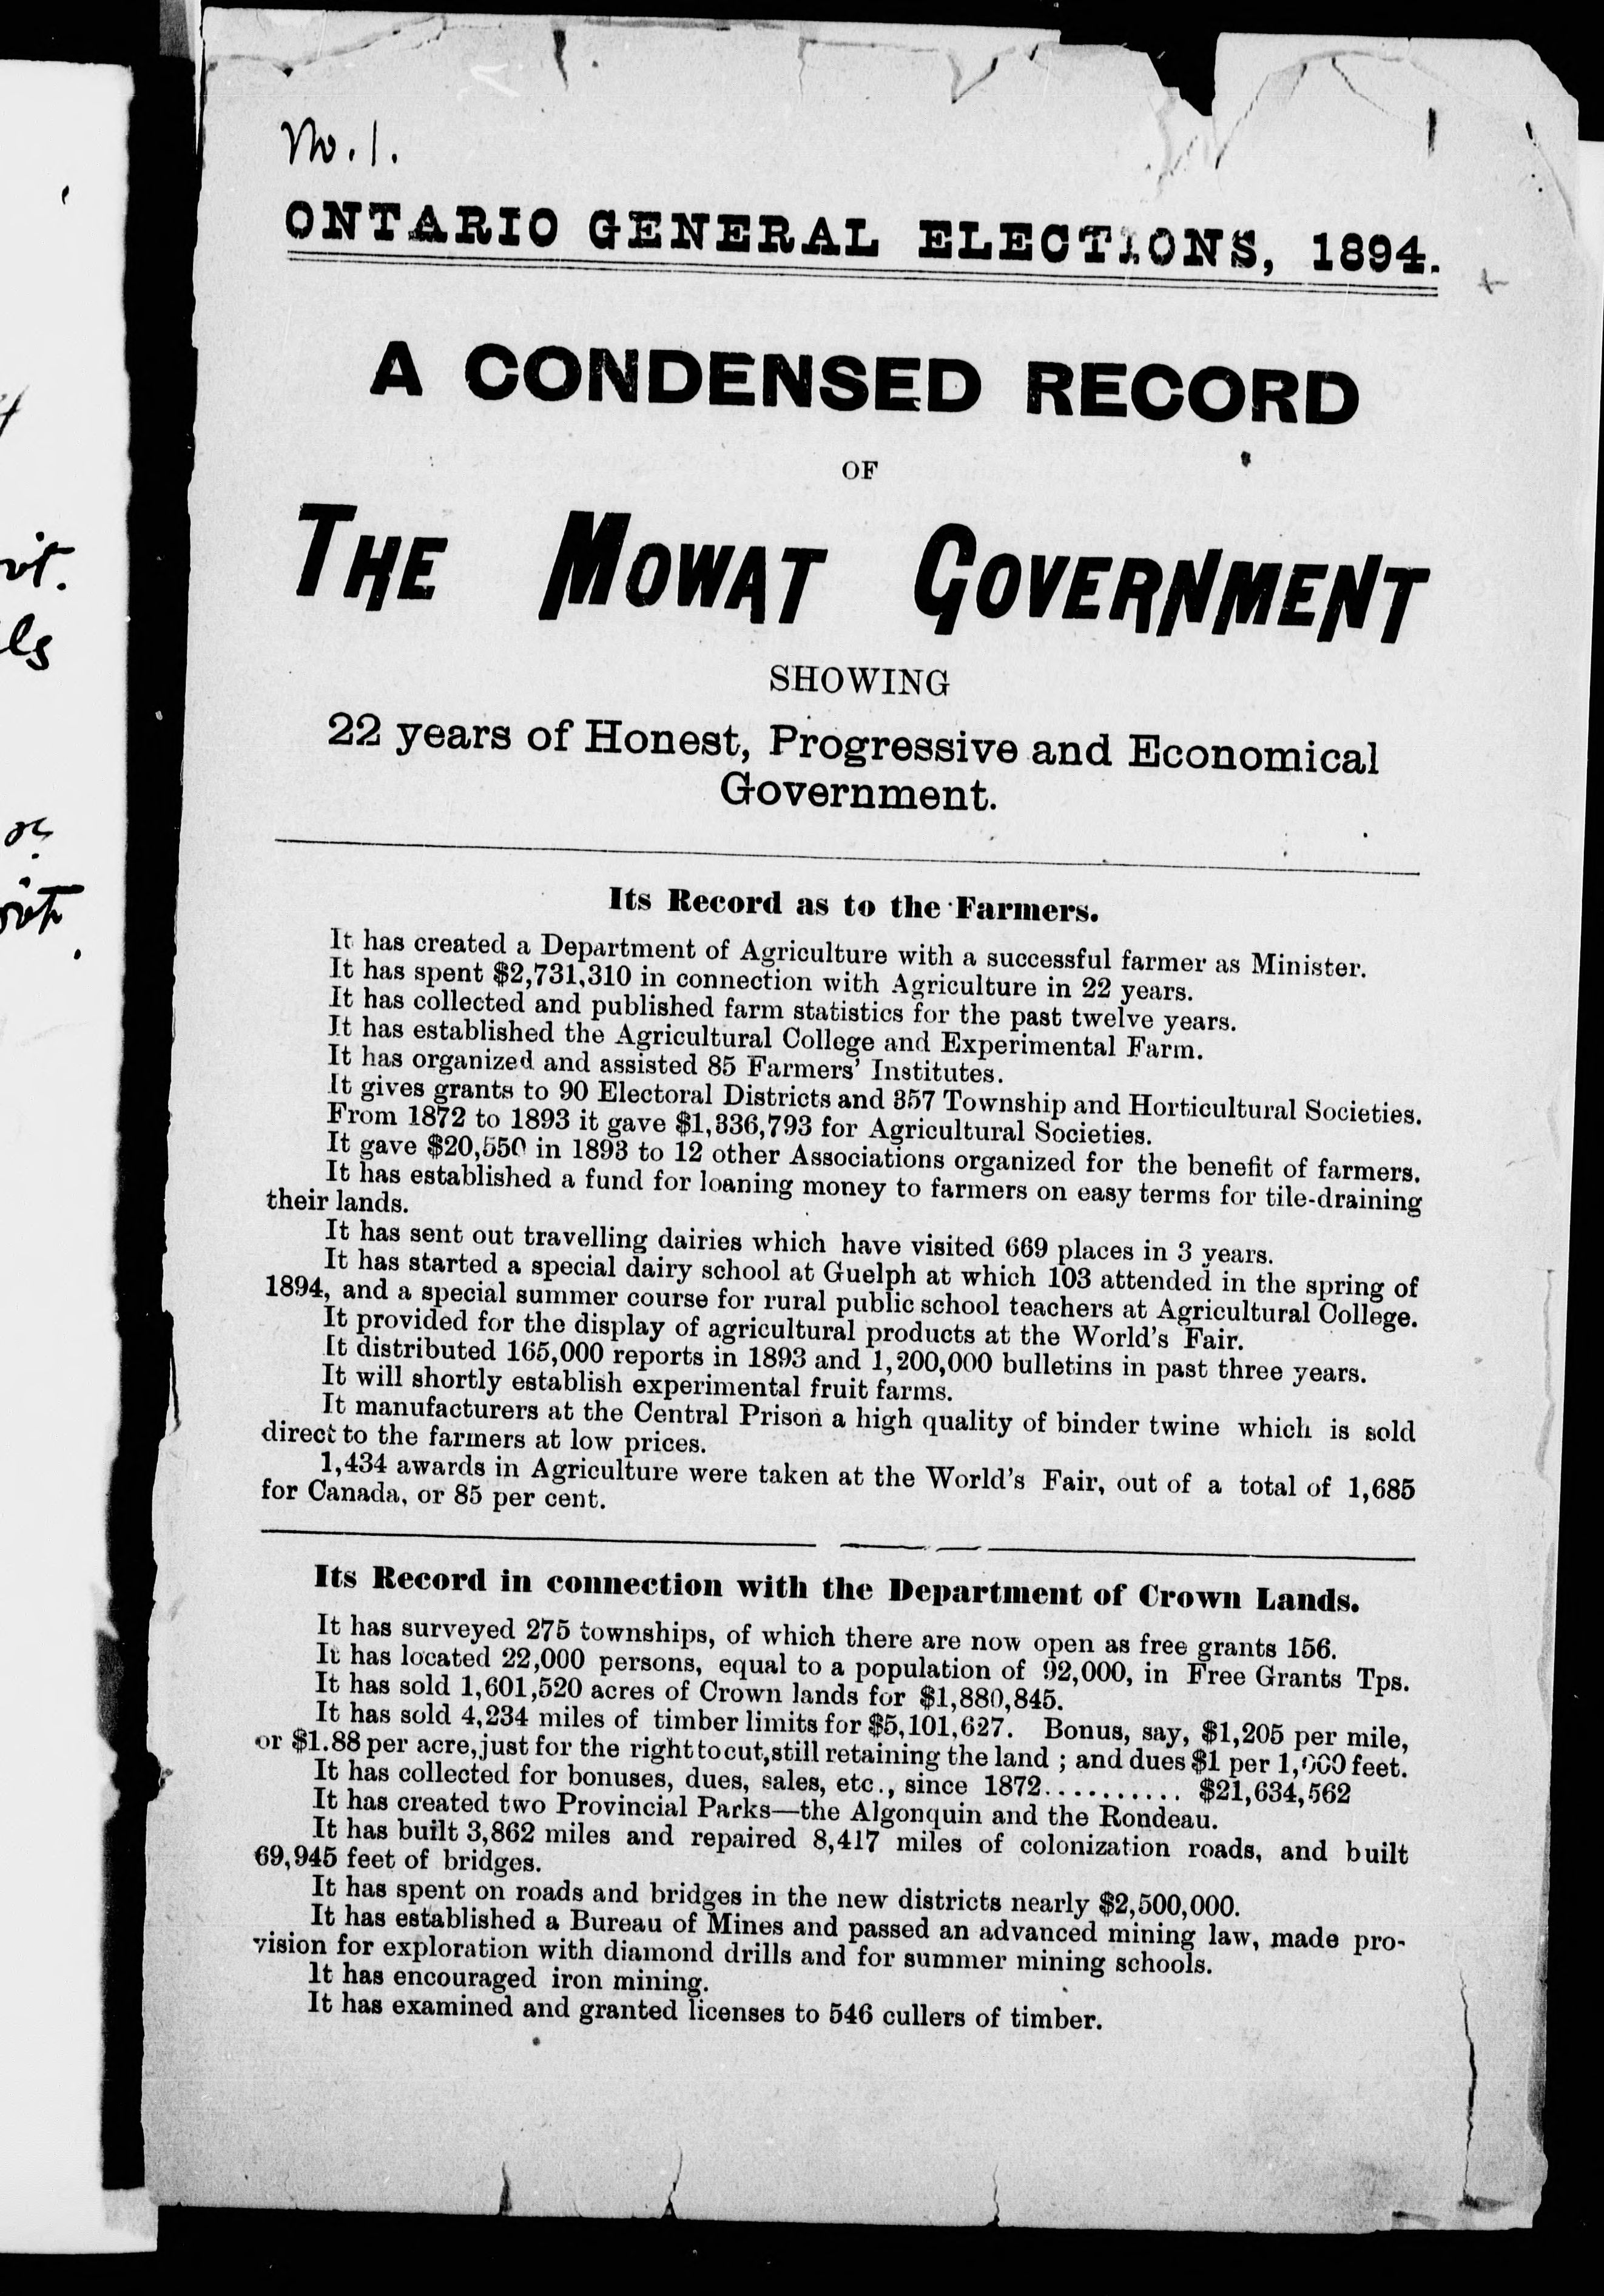 No. 1.
ONTARIO GENERAL ELECTIONS, 1894.
A CONDENSED RECORD
OF
THE MOWAT GOVERNMENT
SHOWING
22 years of Honest, Progressive and Economical
Government.
Its Record as to the Farmers.
It has created a Department of Agriculture with a successful farmer as Minister.
It has spent $2,731,310 in connection with Agriculture in 22 years.
It has collected and published farm statistics for the past twelve years.
It has established the Agricultural College and Experimental Farm.
It has organized and assisted 85 Farmers' Institutes.
It gives grants to 90 Electoral Districts and 357 Township and Horticultural Societies.
From 1872 to 1893 it gave $1,336,793 for Agricultural Societies.
It gave $20,550 in 1893 to 12 other Associations organized for the benefit of farmers.
It has established a fund for loaning money to farmers on easy terms for tile-draining
their lands.
It has sent out travelling dairies which have visited 669 places in 3 years.
It has started a special dairy school at Guelph at which 103 attended in the spring of
1894, and a special summer course for rural public school teachers at Agricultural College.
It provided for the display of agricultural products at the World's Fair.
It distributed 165,000 reports in 1893 and 1,200,000 bulletins in past three years.
It will shortly establish experimental fruit farms.
It manufacturers at the Central Prison a high quality of binder twine which is sold
direct to the farmers at low prices.
1,434 awards in Agriculture were taken at the World's Fair, out of a total of 1,685
for Canada, or 85 per cent.
Its Record in connection with the Department of Crown Lands.
It has surveyed 275 townships, of which there are now open as free grants 156.
It has located 22,000 persons, equal to a population of 92,000, in Free Grants Tps.
It has sold 1,601,520 acres of Crown lands for $1,880,845.
It has sold 4,234 miles of timber limits for $5,101,627. Bonus, say, $1,205 per mile,
or $1.88 per acre, just for the right to cut, still retaining the land ; and dues $1 per 1,000 feet.
It has collected for bonuses, dues, sales, etc., since 1872........... $21,634,562
It has created two Provincial Parks—the Algonquin and the Rondeau.
It has built 3,862 miles and repaired 8,417 miles of colonization roads, and built
69,945 feet of bridges.
It has spent on roads and bridges in the new districts nearly $2,500,000.
It has established a Bureau of Mines and passed an advanced mining law, made pro-
vision for exploration with diamond drills and for summer mining schools.
It has encouraged iron mining.
It has examined and granted licenses to 546 cullers of timber.